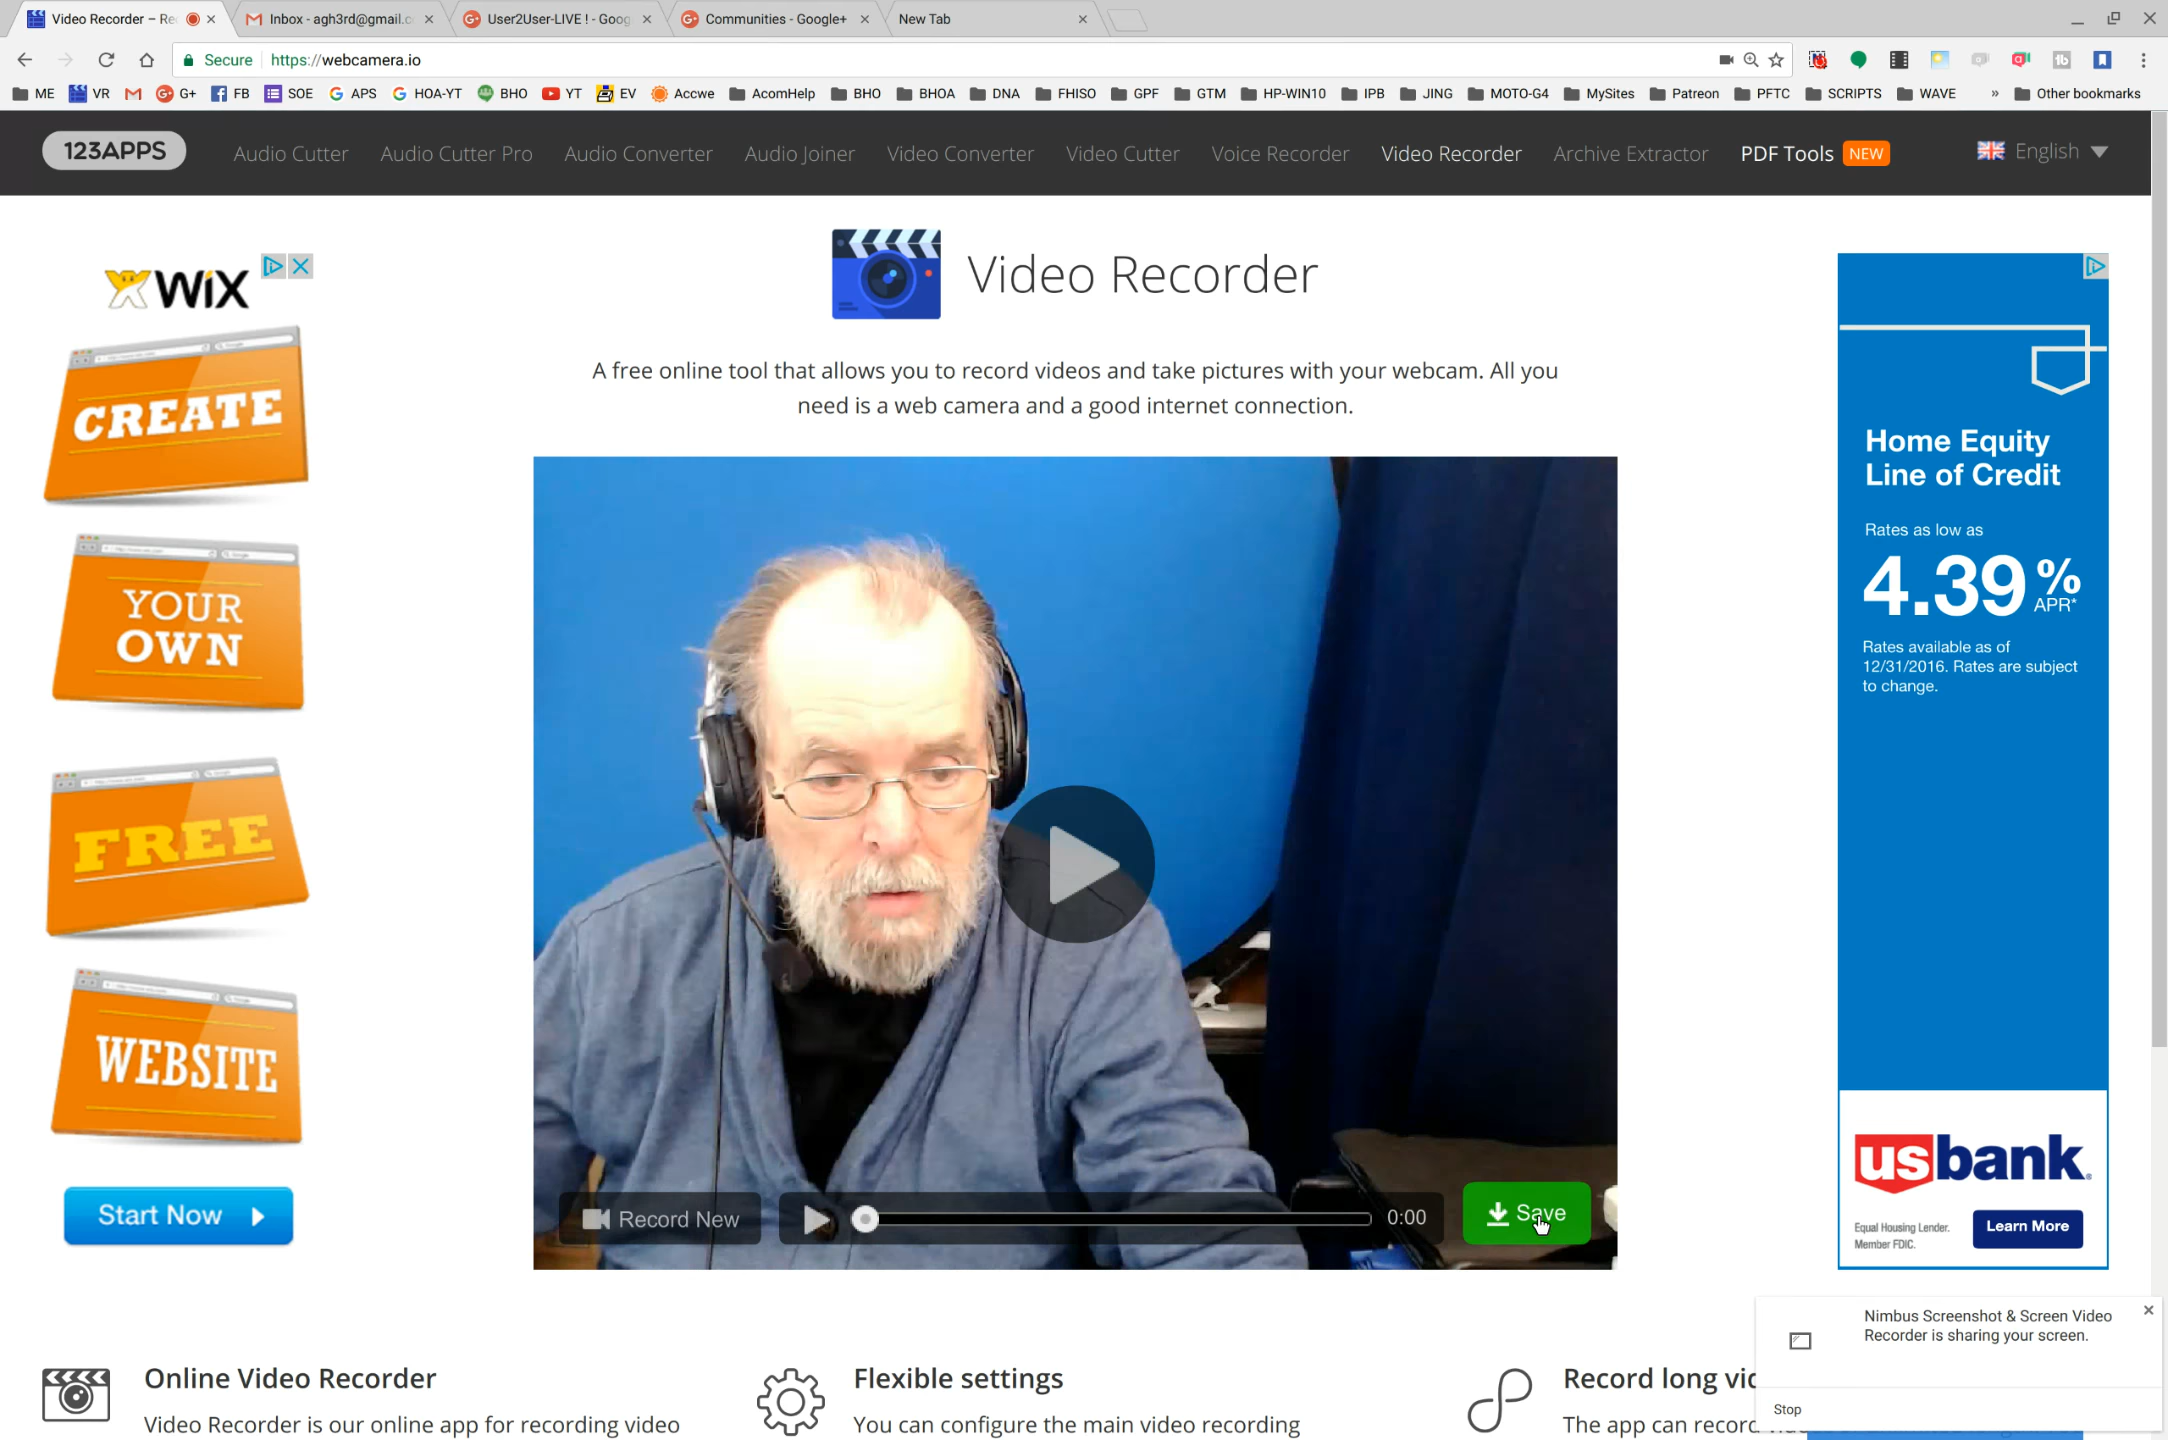 Video Recorder – Re
Inbox - agh3rd@gmail.c
User2User-LIVE ! - Goog
Communities - Google+
New Tab
Secure
https://webcamera.io
ME
VR
G+
FB
SOE
APS
HOA-YT
BHO
YT
EV
Accwe
AcomHelp
BHO
BHOA
DNA
FHISO
GPF
GTM
HP-WIN10
IPB
JING
MOTO-G4
MySites
Patreon
PFTC
SCRIPTS
WAVE
»
Other bookmarks
123APPS
Audio Cutter
Audio Cutter Pro
Audio Converter
Audio Joiner
Video Converter
Video Cutter
Voice Recorder
Video Recorder
Archive Extractor
PDF Tools NEW
English
Video Recorder
A free online tool that allows you to record videos and take pictures with your webcam. All you
need is a web camera and a good internet connection.
WiX
CREATE
YOUR
OWN
FREE
WEBSITE
Start Now
Home Equity
Line of Credit
Rates as low as
4.39%
APR*
Rates available as of
12/31/2016. Rates are subject
to change.
usbank.
Equal Housing Lender.
Member FDIC.
Learn More
Record New
0:00
Save
Nimbus Screenshot & Screen Video
Recorder is sharing your screen.
Stop
Online Video Recorder
Video Recorder is our online app for recording video
Flexible settings
You can configure the main video recording
Record long vid
The app can record